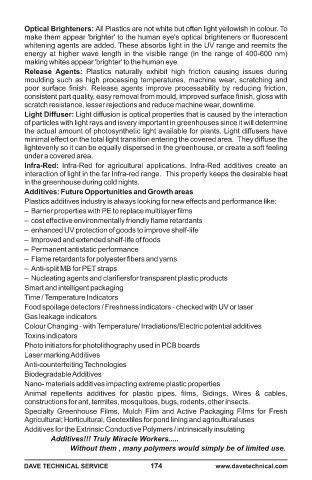 Optical Brighteners: All Plastics are not white but often light yellowish in colour. To
make them appear 'brighter' to the human eye's optical brighteners or fluorescent
whitening agents are added. These absorbs light in the UV range and reemits the
energy at higher wave length in the visible range (in the range of 400-600 nm)
making whites appear 'brighter' to the human eye.
Release Agents: Plastics naturally exhibit high friction causing issues during
moulding such as high processing temperatures, machine wear, scratching and
poor surface finish. Release agents improve processability by reducing friction,
consistent part quality, easy removal from mould, improved surface finish, gloss with
scratch resistance, lesser rejections and reduce machine wear, downtime.
Light Diffuser: Light diffusion is optical properties that is caused by the interaction
of particles with light rays and is very important in greenhouses since it will determine
the actual amount of photosynthetic light available for plants. Light diffusers have
minimal effect on the total light transition entering the covered area. They diffuse the
light evenly so it can be equally dispersed in the greenhouse, or create a soft feeling
under a covered area.
Infra-Red: Infra-Red for agricultural applications. Infra-Red additives create an
interaction of light in the far Infra-red range. This property keeps the desirable heat
in the greenhouse during cold nights.
Additives: Future Opportunities and Growth areas
Plastics additives industry is always looking for new effects and performance like:
– Barrier properties with PE to replace multilayer films
– cost effective environmentally friendly flame retardants
– enhanced UV protection of goods to improve shelf-life
– Improved and extended shelf-life of foods
– Permanent antistatic performance
– Flame retardants for polyester fibers and yarns
– Anti-split MB for PET straps
– Nucleating agents and clarifiers for transparent plastic products
Smart and intelligent packaging
Time / Temperature Indicators
Food spoilage detectors / Freshness indicators - checked with UV or laser
Gas leakage indicators
Colour Changing - with Temperature/ Irradiations/Electric potential additives
Toxins indicators
Photo initiators for photolithography used in PCB boards
Laser marking Additives
Anti-counterfeiting Technologies
Biodegradable Additives
Nano- materials additives impacting extreme plastic properties
Animal repellents additives for plastic pipes, films, Sidings, Wires & cables,
constructions for ant, termites, mosquitoes, bugs, rodents, other insects.
Specialty Greenhouse Films, Mulch Film and Active Packaging Films for Fresh
Agricultural; Horticultural, Geotextiles for pond lining and agricultural uses
Additives for the Extrinsic Conductive Polymers / intrinsically insulating
Additives!!! Truly Miracle Workers.....
Without them , many polymers would simply be of limited use.
DAVE TECHNICAL SERVICE 174 www.davetechnical.com